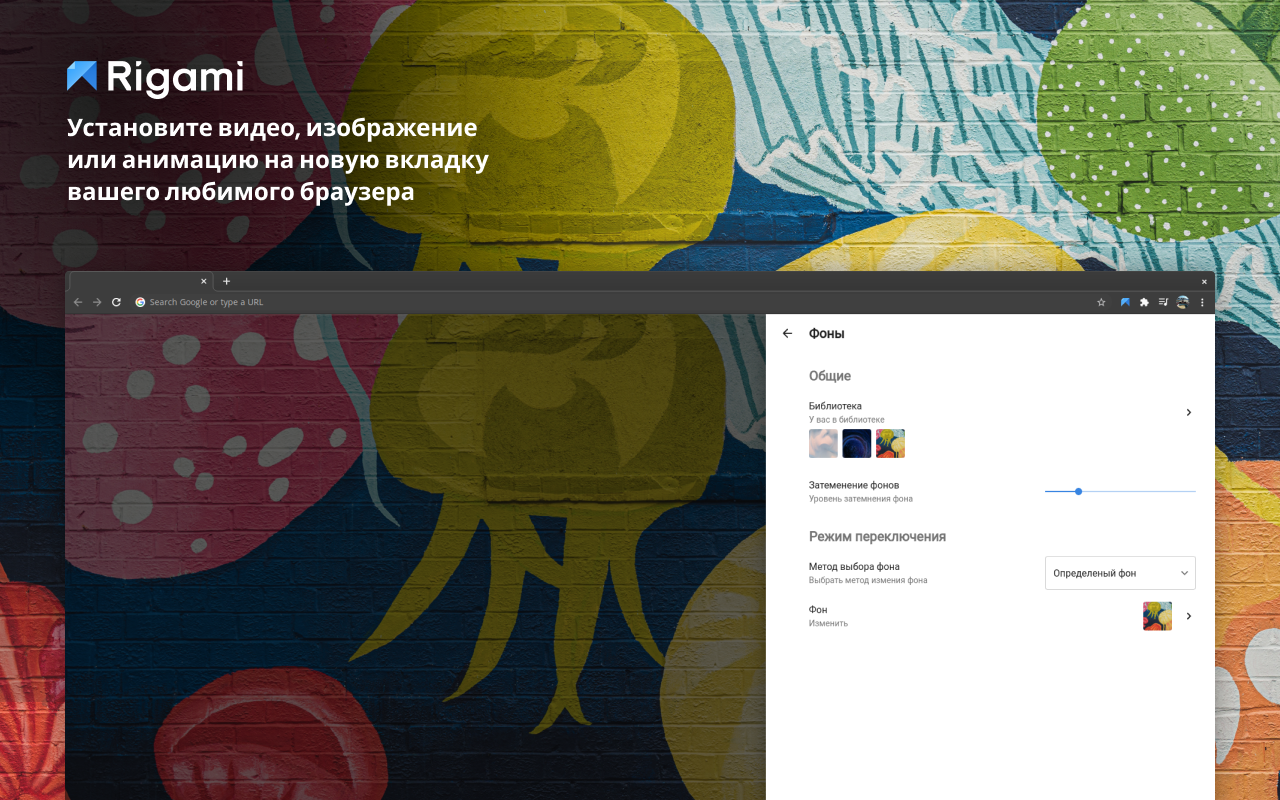 Rigami
Установите видео, изображение
или анимацию на новую вкладку
вашего любимого браузера
Search Google or type a URL
Фоны
Общие
Библиотека
У вас в библиотеке
Затеменение фонов
Уровень затемнения фона
Режим переключения
Метод выбора фона
Выбрать метод измения фона
Определеный фон
Фон
Изменить